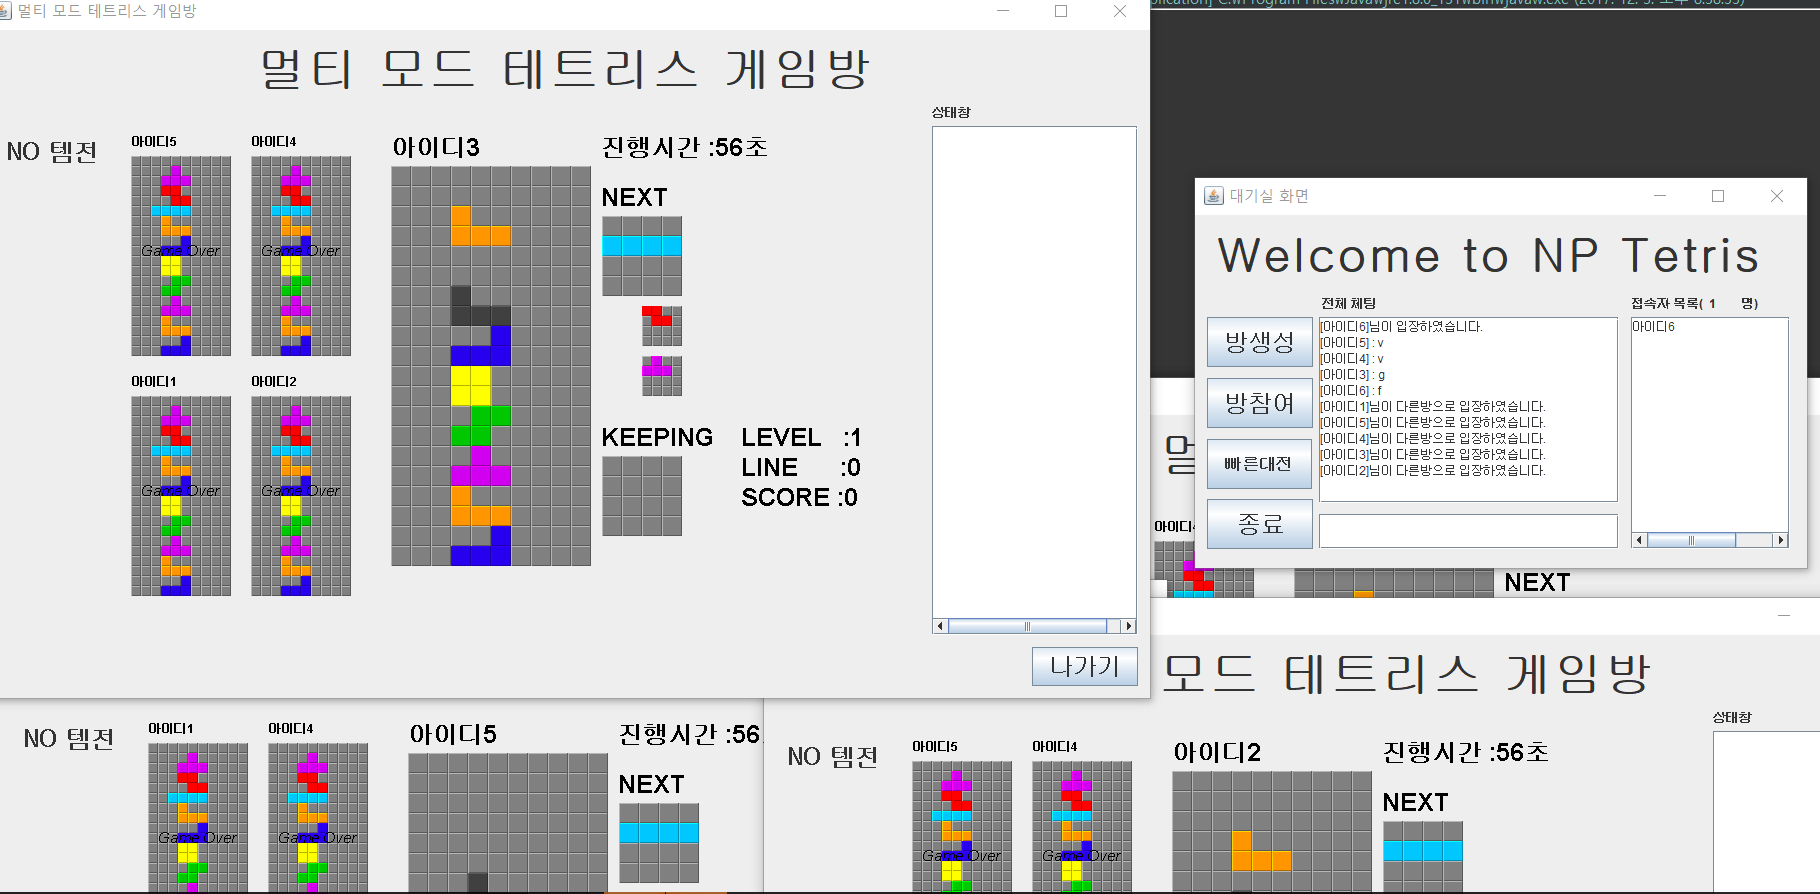 멀티 모드 테트리스 게임방
멀티 모드 테트리스 게임방
NO 템전
아이디5
아이디4
Game Over
Game Over
아이디1
아이디2
Game Over
Game Over
아이디3
진행시간 :56초
NEXT
KEEPING
LEVEL :1
LINE :0
SCORE :0
상태창
나가기
대기실 화면
Welcome to NP Tetris
방생성
방참여
빠른대전
종료
전체 채팅
[아이디6]님이 입장하였습니다.
[아이디5] : v
[아이디4] : v
[아이디3] : g
[아이디6] : f
[아이디1]님이 다른방으로 입장하였습니다.
[아이디5]님이 다른방으로 입장하였습니다.
[아이디4]님이 다른방으로 입장하였습니다.
[아이디3]님이 다른방으로 입장하였습니다.
[아이디2]님이 다른방으로 입장하였습니다.
접속자 목록( 1 명)
아이디6
NEXT
NO 템전
아이디1
아이디4
Game Over
Game Over
아이디5
진행시간 :56
NEXT
모드 테트리스 게임방
NO 템전
아이디5
아이디4
Game Over
Game Over
아이디2
진행시간 :56초
NEXT
상태창